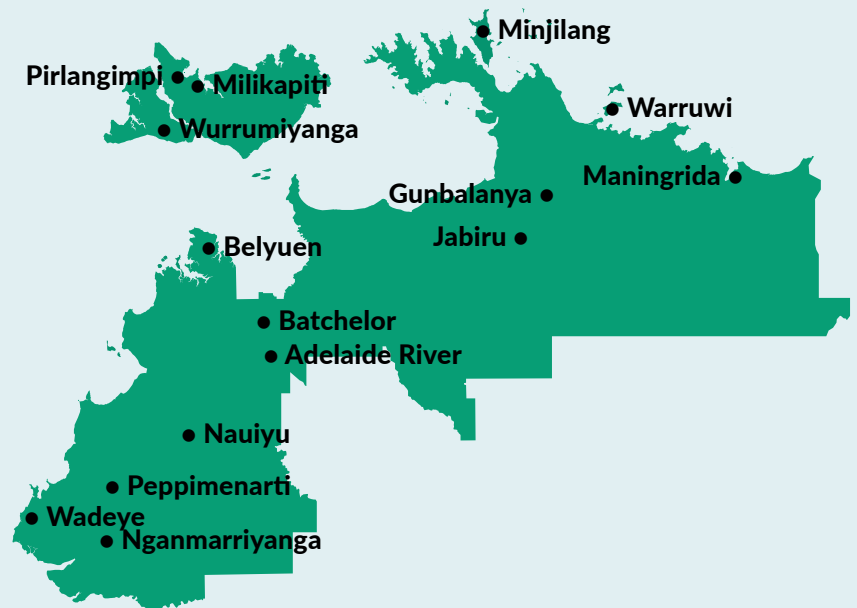 Minjilang
Pirlangimpi
Milikapiti
Warruwi
Wurrumiyanga
Maningrida
Gunbalanya
Jabiru
Belyuen
Batchelor
Adelaide River
Nauiyu
Peppimenarti
Wadeye
Nganmarriyanga